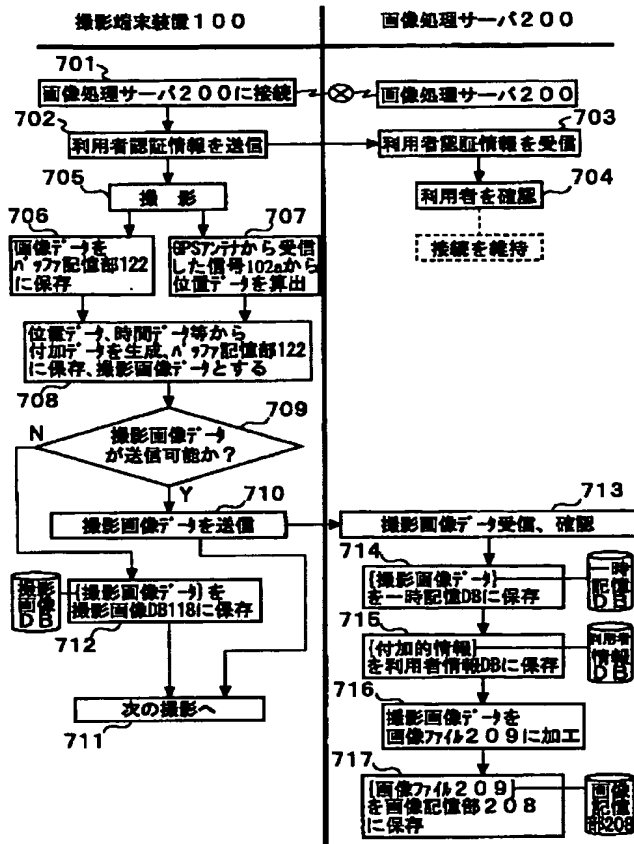 撮影端末装置100
画像処理サーバ200
701
画像処理サーバ200に接続
画像処理サーバ200
702
利用者認証情報を送信
703
利用者認証情報を受信
704
利用者を確認
接続を維持
705
撮 影
706
画像データを
バッファ記憶部122
に保存
707
GPSアンテナから受信
した信号102aから
位置データを算出
位置データ、時間データ等から
付加データを生成、バッファ記憶部122
に保存、撮影画像データとする
708
709
撮影画像データ
が送信可能か?
N
Y
710
撮影画像データを送信
713
撮影画像データ受信、確認
714
{撮影画像データ}
を一時記憶DBに保存
一時
記憶
DB
撮影
画像
DB
{撮影画像データ}を
撮影画像DB118に保存
712
715
{付加的情報}
を利用者情報DBに保存
利用者
情報
DB
次の撮影へ
711
716
撮影画像データを
画像ファイル209に加工
717
{画像ファイル209}
を画像記憶部208
に保存
画像
記憶
部208